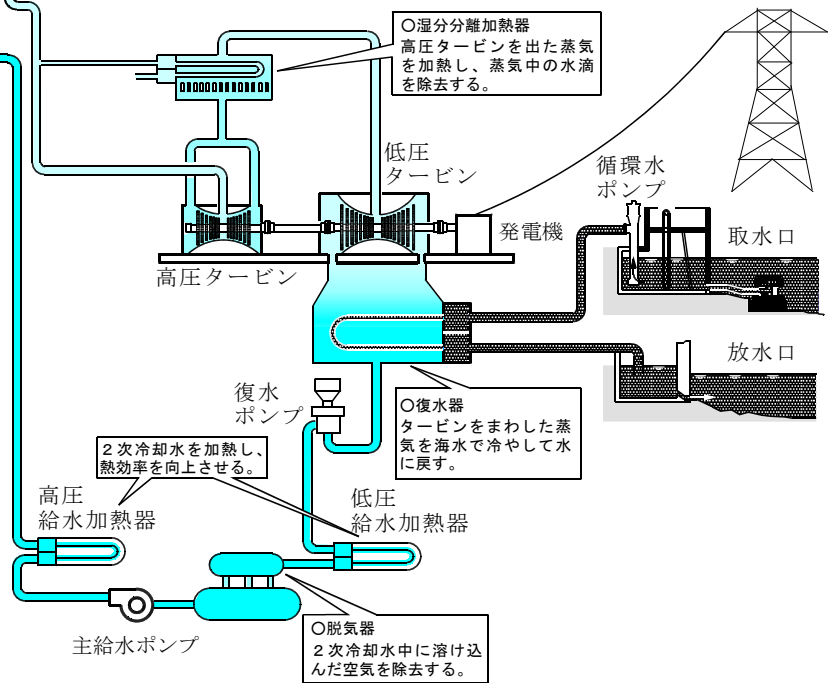 ○湿分分離加熱器
高圧タービンを出た蒸気
を加熱し、蒸気中の水滴
を除去する。
低圧
タービン
循環水
ポンプ
発電機
取水口
高圧タービン
放水口
復水
ポンプ
○復水器
タービンをまわした蒸
気を海水で冷やして水
に戻す。
２次冷却水を加熱し、
熱効率を向上させる。
高圧
給水加熱器
低圧
給水加熱器
主給水ポンプ
○脱気器
２次冷却水中に溶け込
んだ空気を除去する。